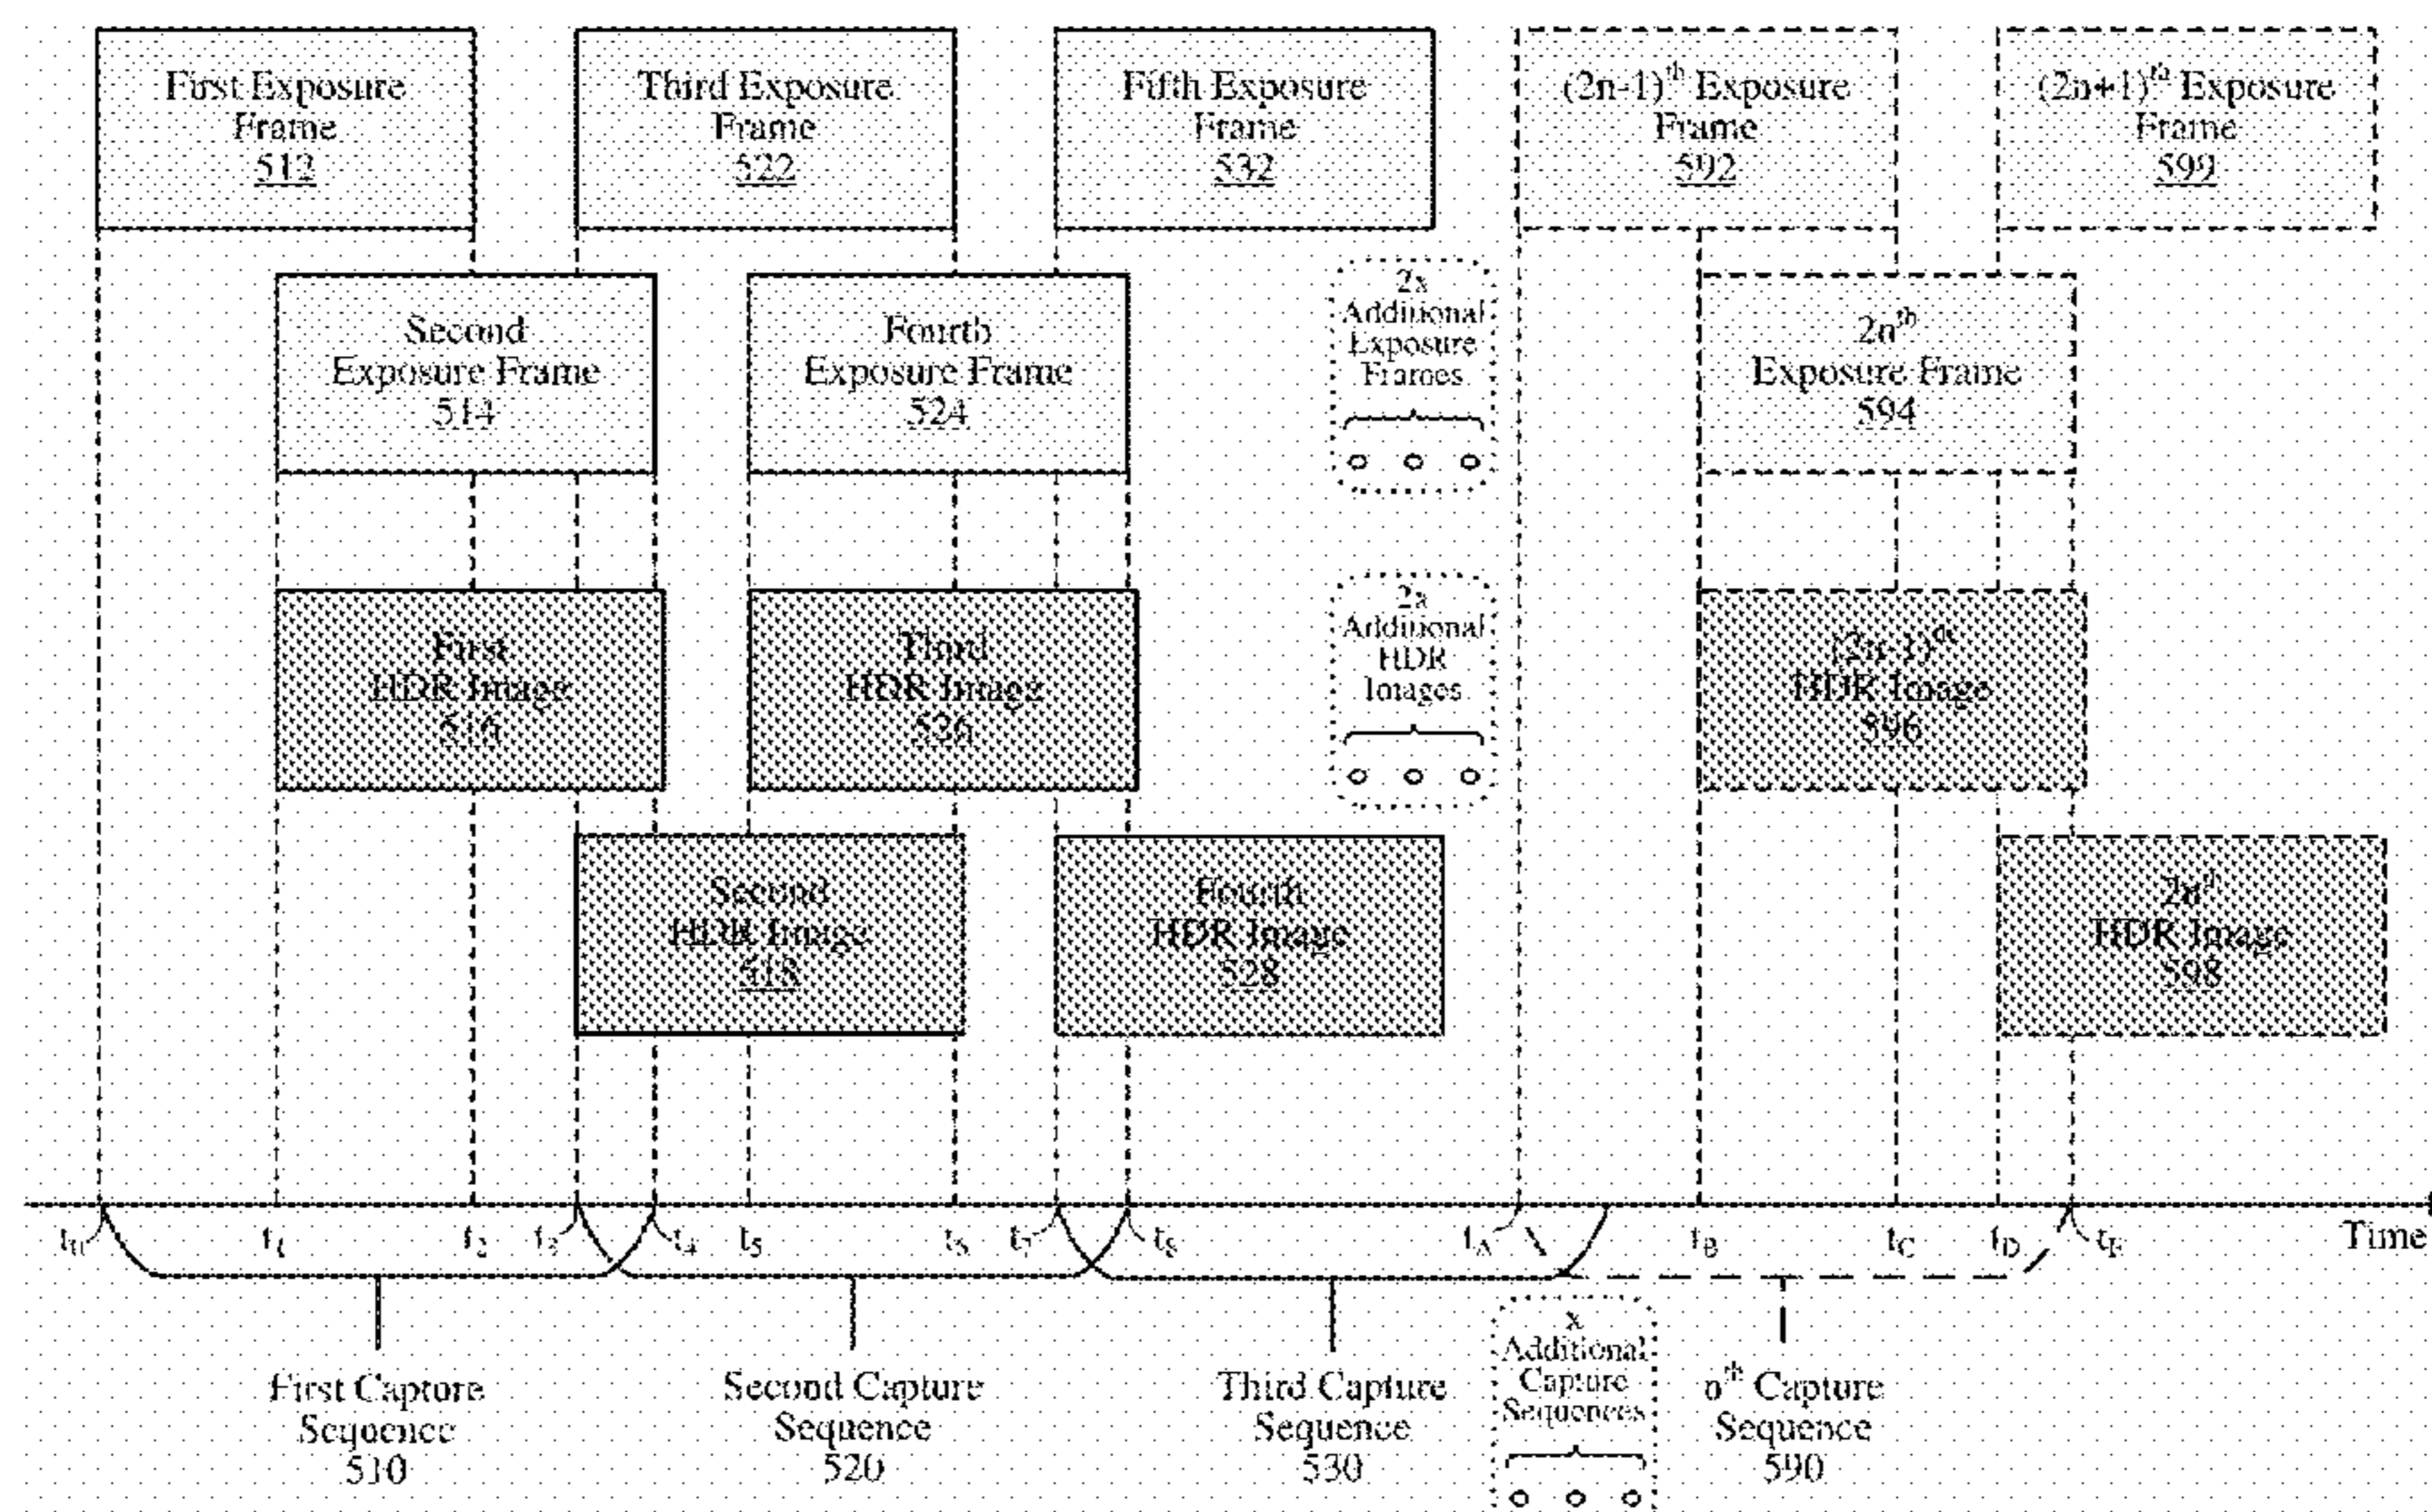 First Exposure
Frame
512
Third Exposure
Frame
522
Fifth Exposure
Frame
532
(2n-1)th Exposure
Frame
592
(2n+1)th Exposure
Frame
599
Second
Exposure Frame
514
Fourth
Exposure Frame
524
2x
Additional
Exposure
Frames
2nth
Exposure Frame
594
First
HDR Image
516
Third
HDR Image
526
Additional
HDR
Images
(2n-1)th
HDR Image
596
Second
HDR Image
518
Fourth
HDR Image
528
HDR Image
598
t0 t1 t2 t3 t4 t5 t6 t7 t8 tA tB tC tD tE Time
First Capture
Sequence
510
Second Capture
Sequence
520
Third Capture
Sequence
530
x
Additional
Capture
Sequences
nth Capture
Sequence
590